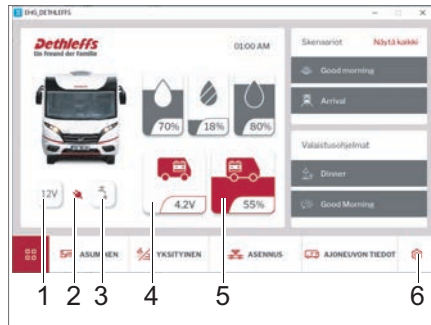 ENG_DETHLEFFS
Dethleffs
Ein Freund der Familie
01:00 AM
70%
18%
80%
12V
4.2V
55%
Skenaariot
Näytä kaikki
Good morning
Arrival
Valaistusohjelmat
Dinner
Good Morning
ASUMINEN
YKSITYINEN
ASENNUS
AJONEUVON TIEDOT
1
2
3
4
5
6